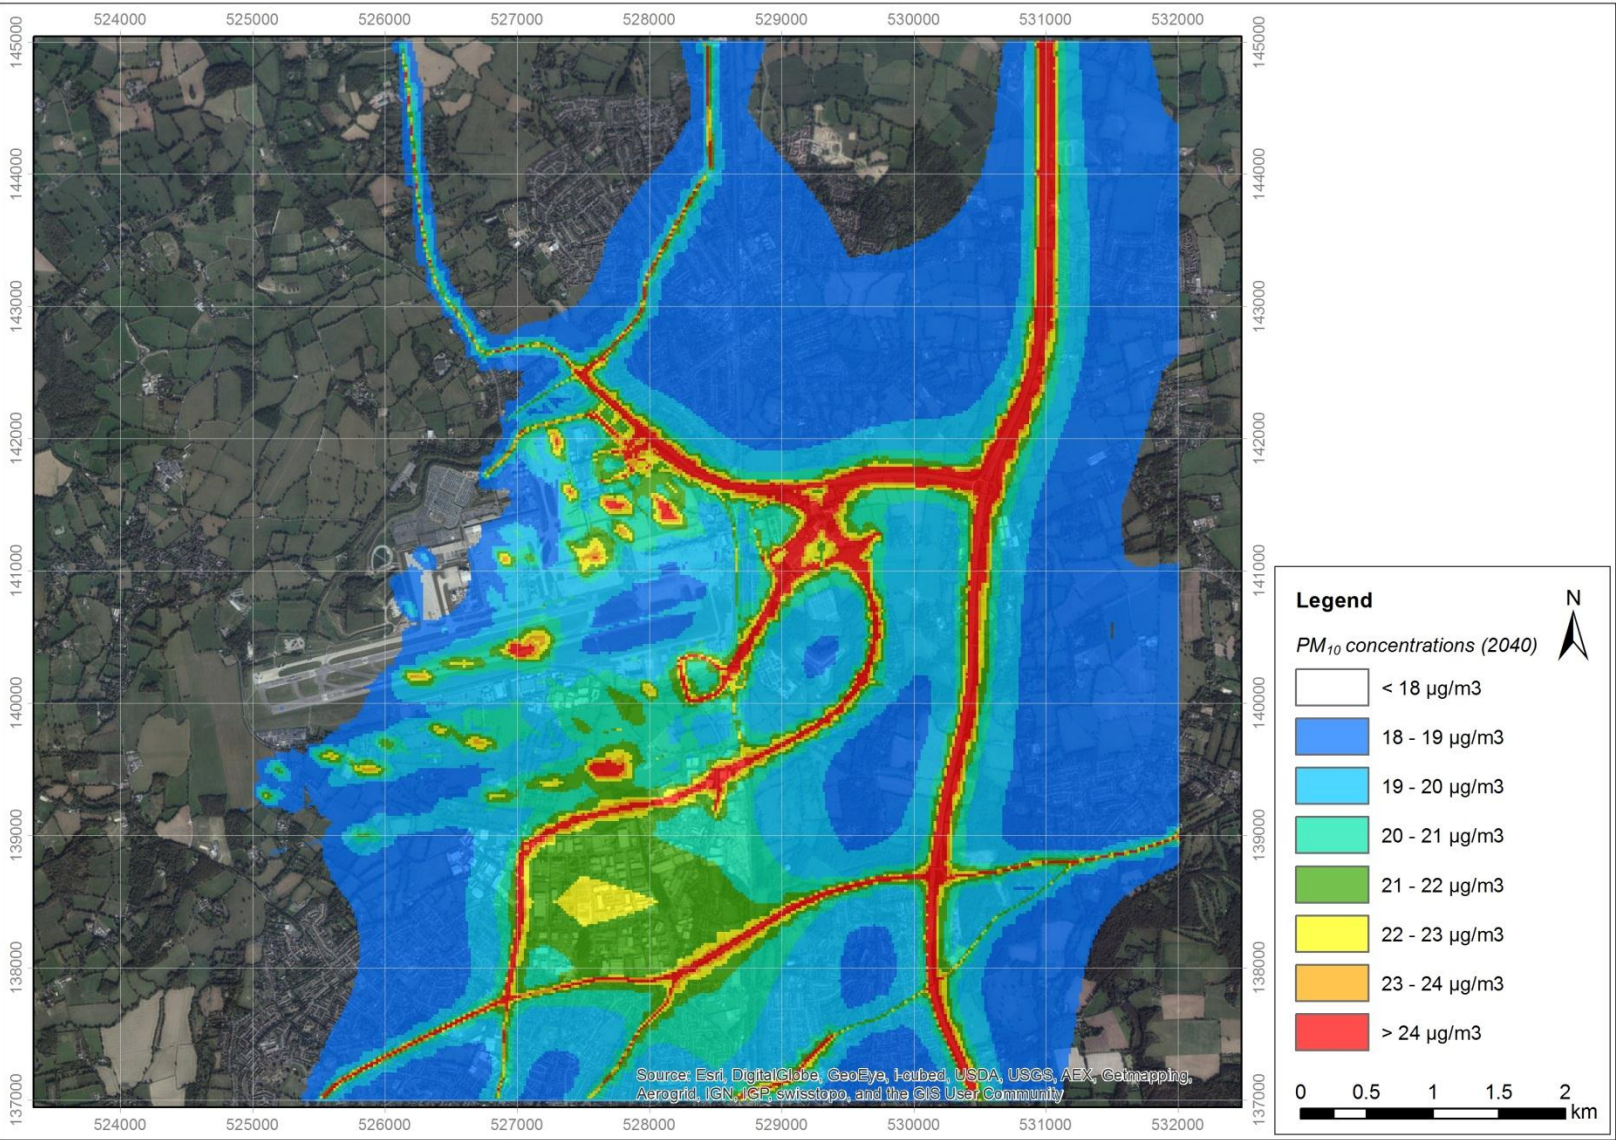 524000 525000 526000 527000 528000 529000 530000 531000 532000
145000 145000
144000 144000
143000 143000
142000 142000
141000 141000
140000 140000
139000 139000
138000 138000
137000 137000
Source: Esri, DigitalGlobe, GeoEye, i-cubed, USDA, USGS, AEX, Getmapping,
Aerogrid, IGN, IGP, swisstopo, and the GIS User Community
524000 525000 526000 527000 528000 529000 530000 531000 532000
Legend
N
PM10 concentrations (2040)
< 18 µg/m3
18 - 19 µg/m3
19 - 20 µg/m3
20 - 21 µg/m3
21 - 22 µg/m3
22 - 23 µg/m3
23 - 24 µg/m3
> 24 µg/m3
0 0.5 1 1.5 2
km